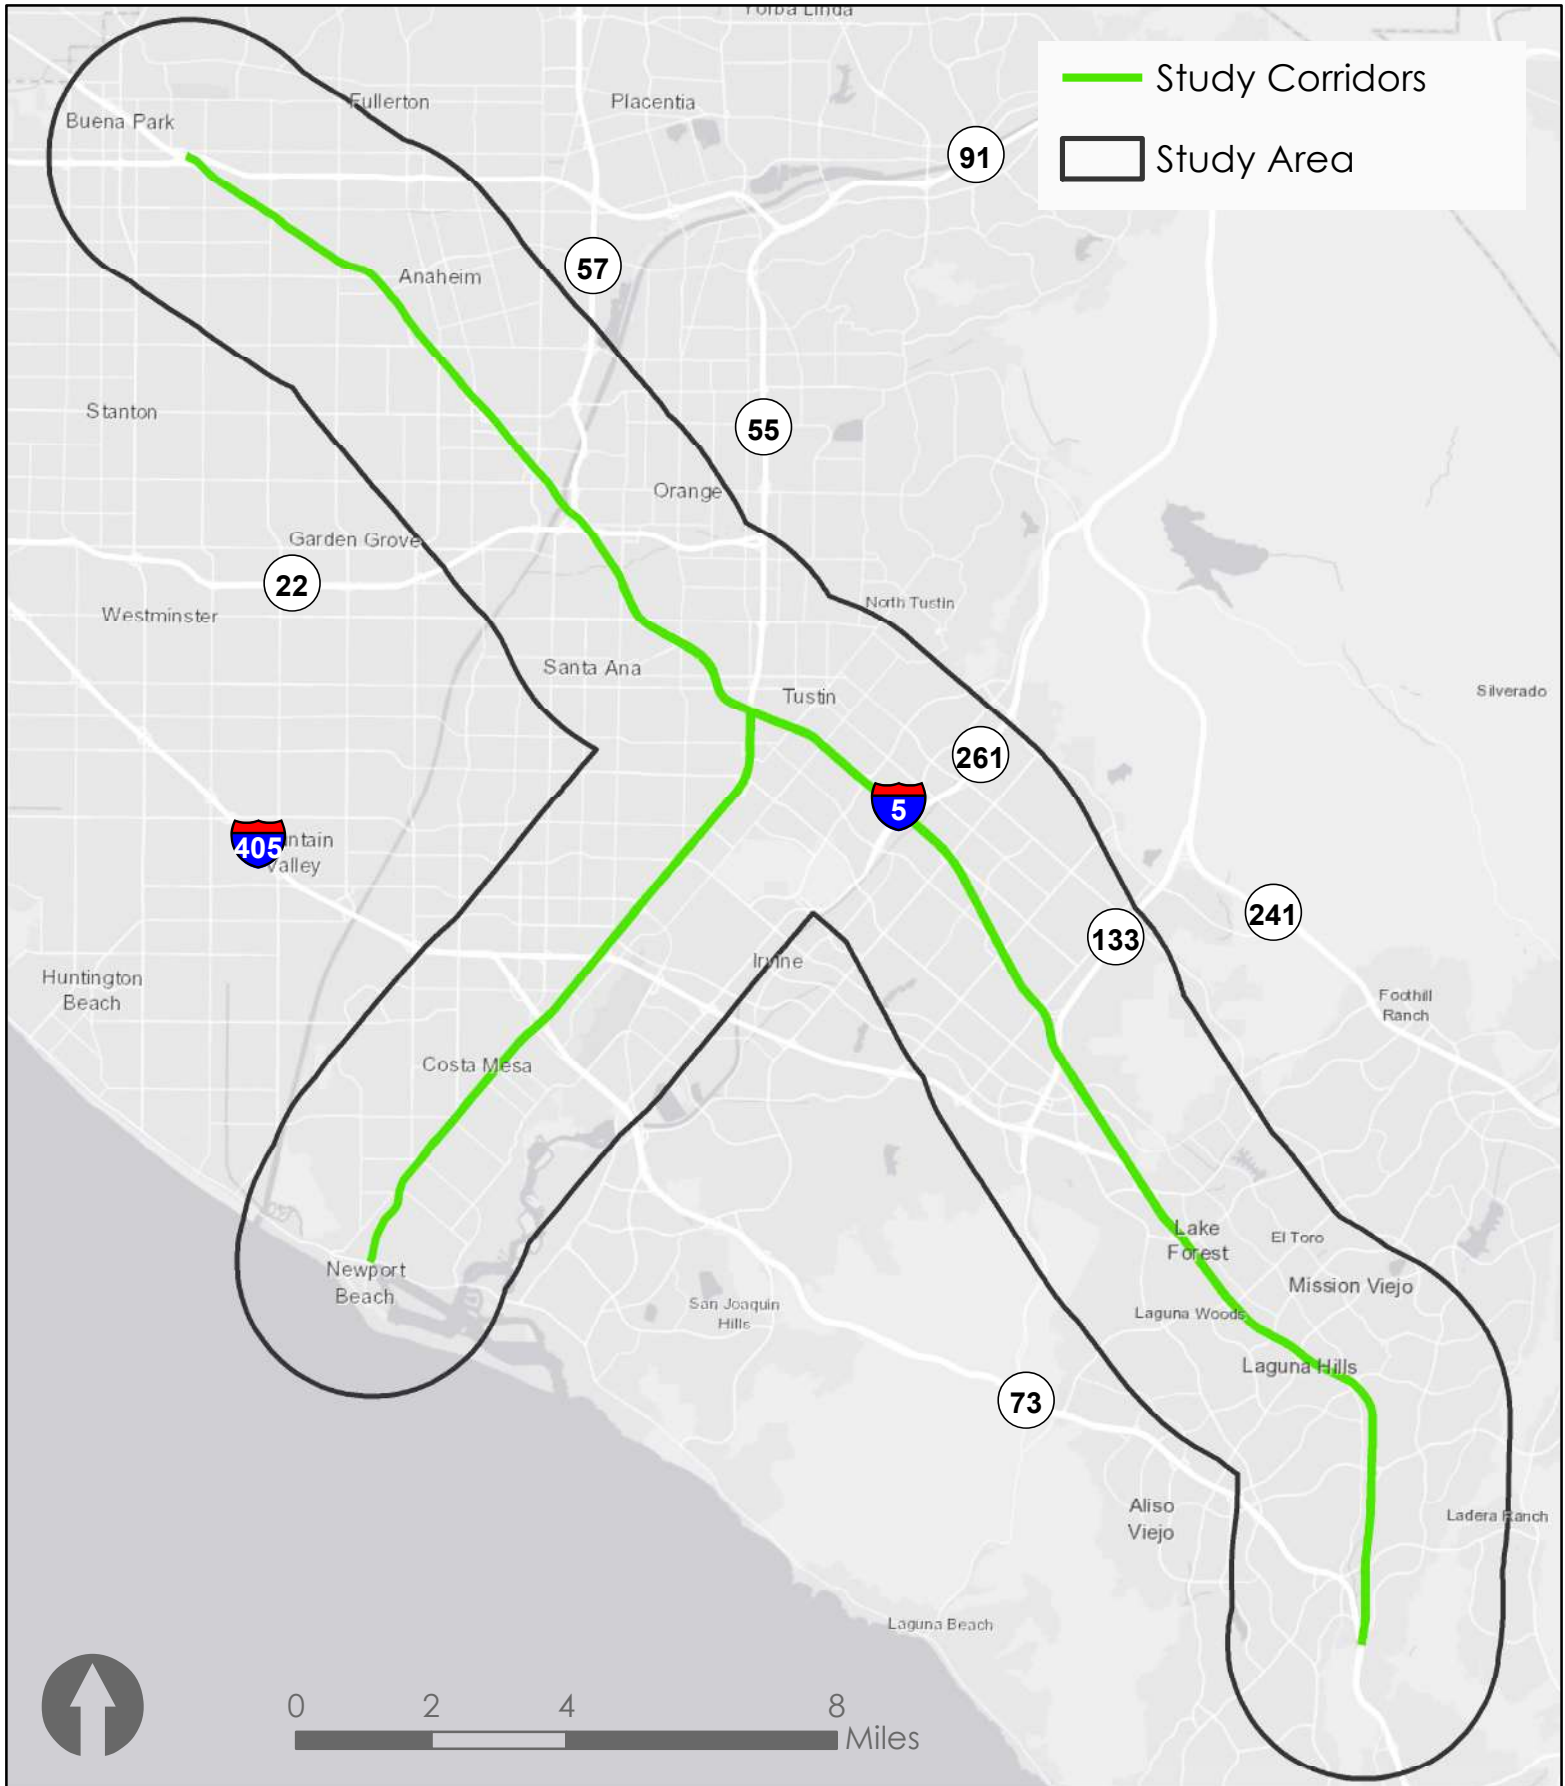 Yorba Linda
Study Corridors
Study Area
Fullerton
Placentia
Buena Park
91
57
Anaheim
Stanton
55
Orange
Garden Grove
22
North Tustin
Westminster
Santa Ana
Tustin
Silverado
261
5
405
ntain
Valley
241
133
Irvine
Huntington
Beach
Foothill
Ranch
Costa Mesa
Lake
Forest
El Toro
Newport
Beach
Mission Viejo
San Joaquin
Hills
Laguna Woods
Laguna Hills
73
Aliso
Viejo
Ladera Ranch
Laguna Beach
0 2 4 8
Miles